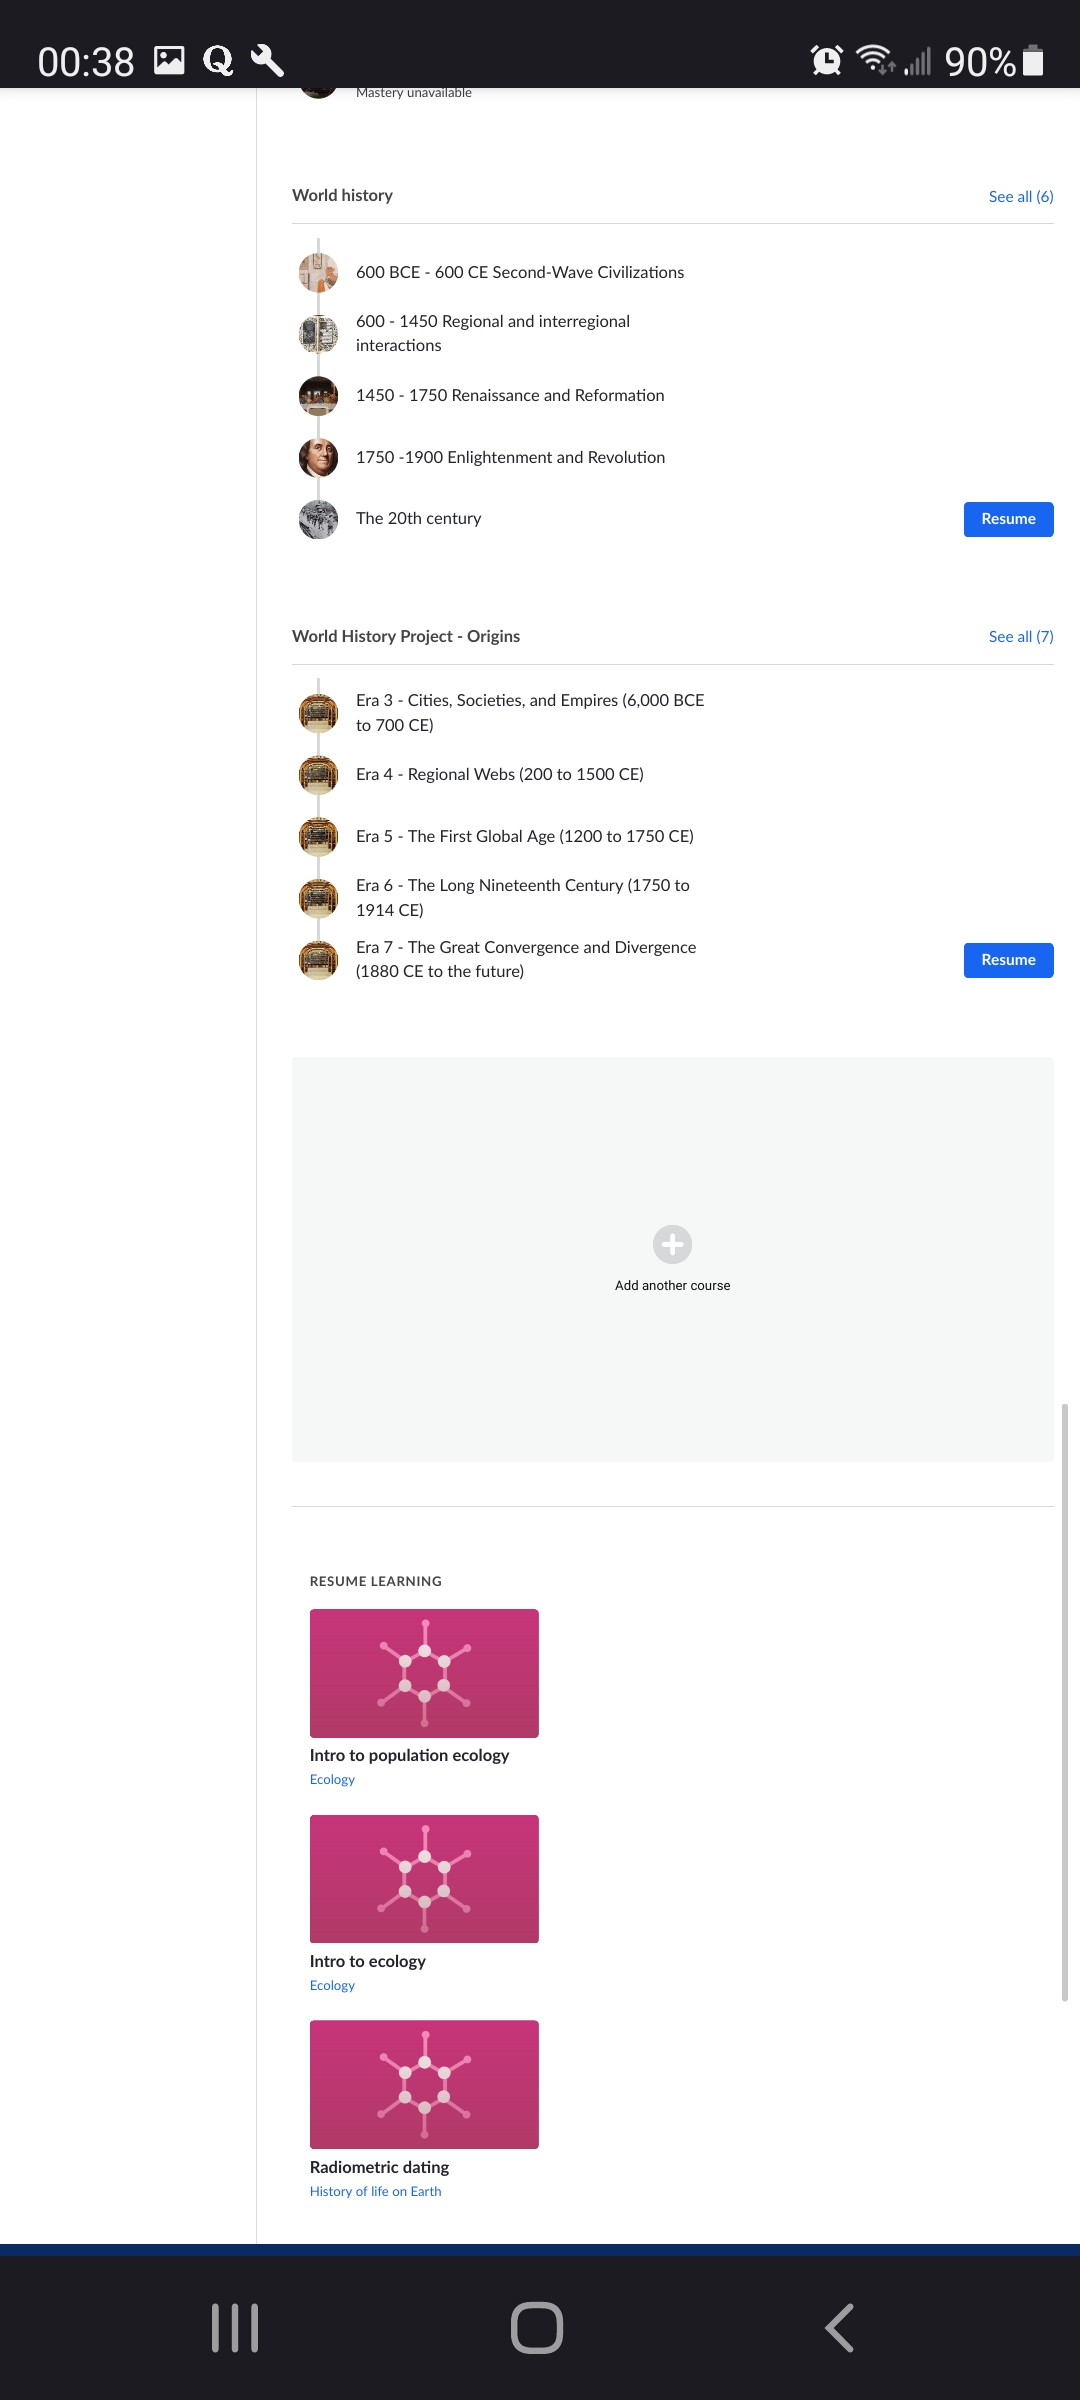 00:38
90%
Mastery unavailable
World history
See all (6)
600 BCE - 600 CE Second-Wave Civilizations
600 - 1450 Regional and interregional
interactions
1450 - 1750 Renaissance and Reformation
1750 -1900 Enlightenment and Revolution
The 20th century
Resume
World History Project - Origins
See all (7)
Era 3 - Cities, Societies, and Empires (6,000 BCE
to 700 CE)
Era 4 - Regional Webs (200 to 1500 CE)
Era 5 - The First Global Age (1200 to 1750 CE)
Era 6 - The Long Nineteenth Century (1750 to
1914 CE)
Era 7 - The Great Convergence and Divergence
(1880 CE to the future)
Resume
Add another course
RESUME LEARNING
Intro to population ecology
Ecology
Intro to ecology
Ecology
Radiometric dating
History of life on Earth